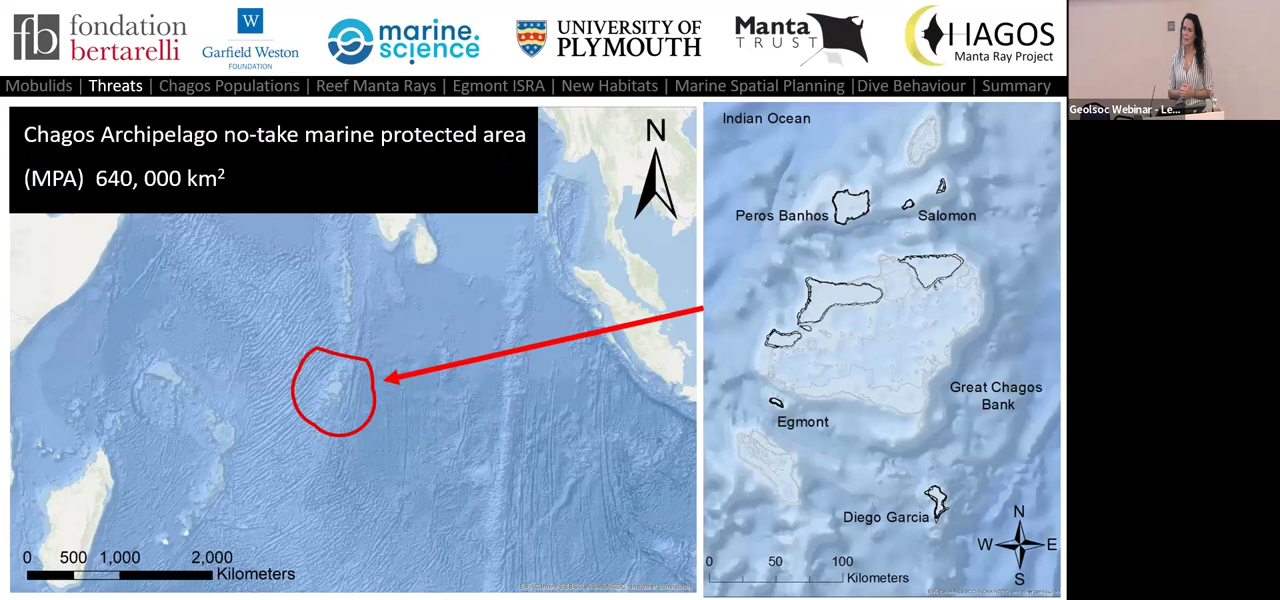 fb fondation
bertarelli
W
Garfield Weston
FOUNDATION
marine.
science
UNIVERSITY OF
PLYMOUTH
Manta
TRUST
CHAGOS
Manta Ray Project
Mobulids | Threats | Chagos Populations | Reef Manta Rays | Egmont ISRA | New Habitats | Marine Spatial Planning | Dive Behaviour | Summary
Geolsoc Webinar - Le...
Chagos Archipelago no-take marine protected area
(MPA) 640, 000 km²
N
0 500 1,000 2,000
Kilometers
Indian Ocean
Peros Banhos
Salomon
Great Chagos
Bank
Egmont
Diego Garcia
N
W E
S
0 50 100
Kilometers